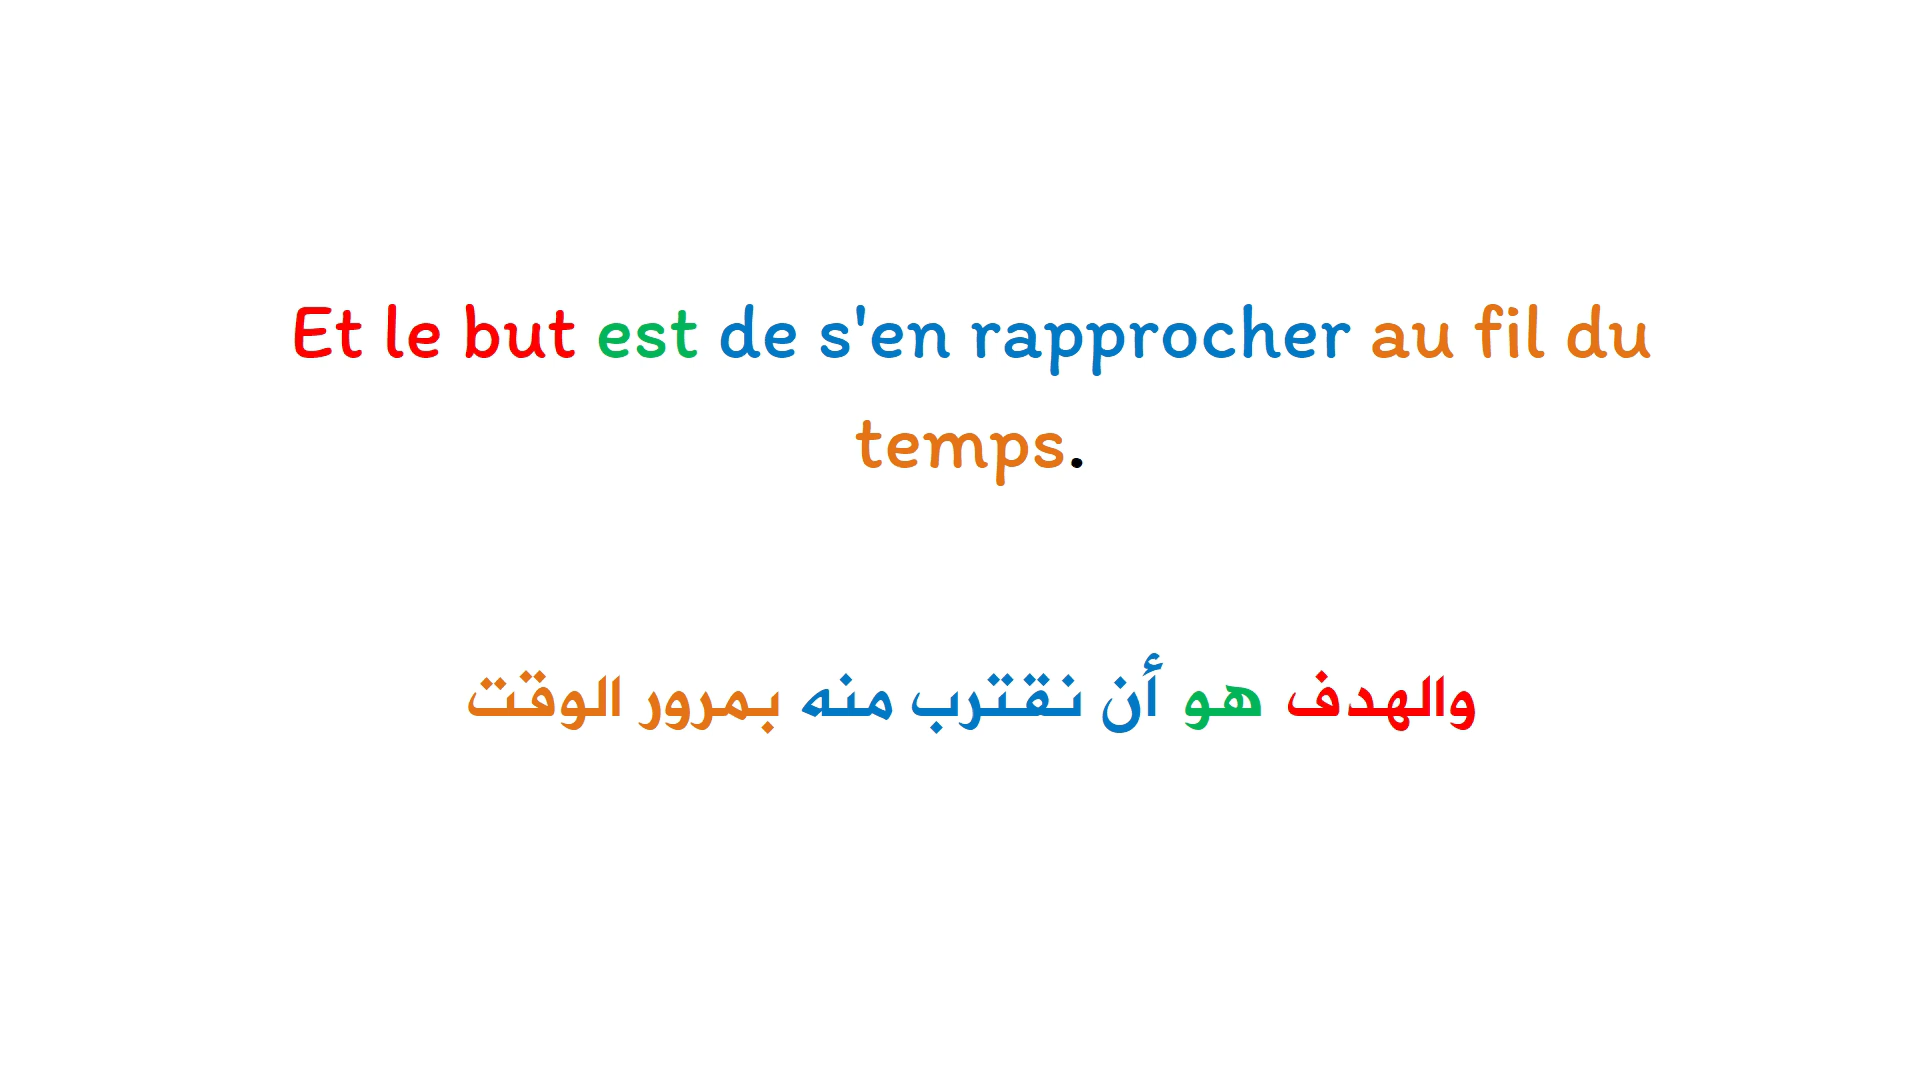 Et le but est de s'en rapprocher au fil du
temps.
والهدف هو أن نقترب منه بمرور الوقت